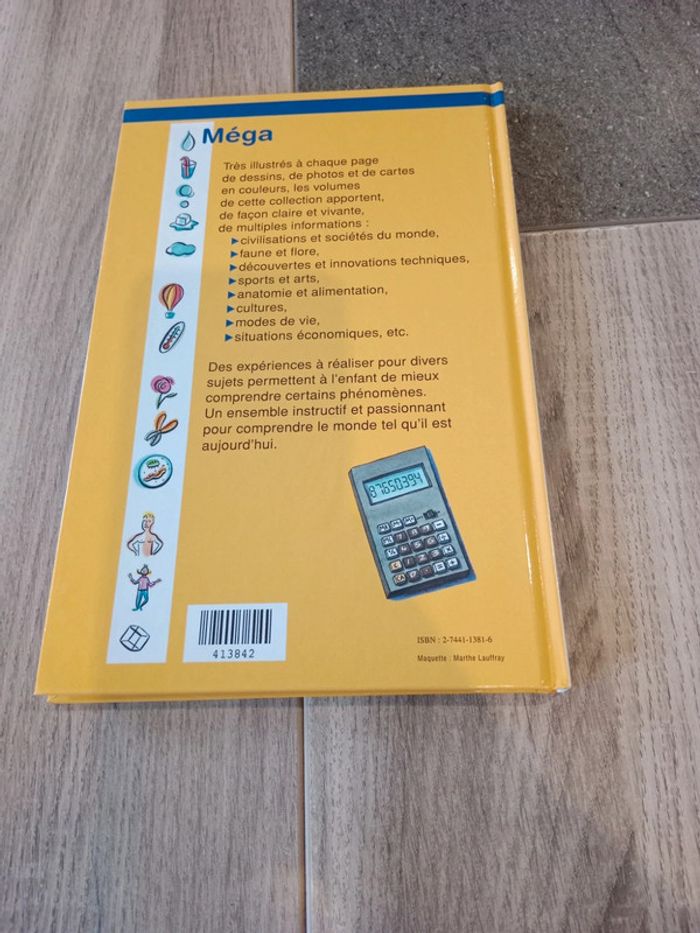 Méga
Très illustrés à chaque page
de dessins, de photos et de cartes
en couleurs, les volumes
de cette collection apportent,
de façon claire et vivante,
de multiples informations :
►civilisations et sociétés du monde,
►faune et flore,
►découvertes et innovations techniques,
►sports et arts,
►anatomie et alimentation,
►cultures,
►modes de vie,
►situations économiques, etc.
Des expériences à réaliser pour divers
sujets permettent à l'enfant de mieux
comprendre certains phénomènes.
Un ensemble instructif et passionnant
pour comprendre le monde tel qu'il est
aujourd'hui.
87650394
413842
ISBN : 2-7441-1381-6
Maquette : Marthe Lauffray